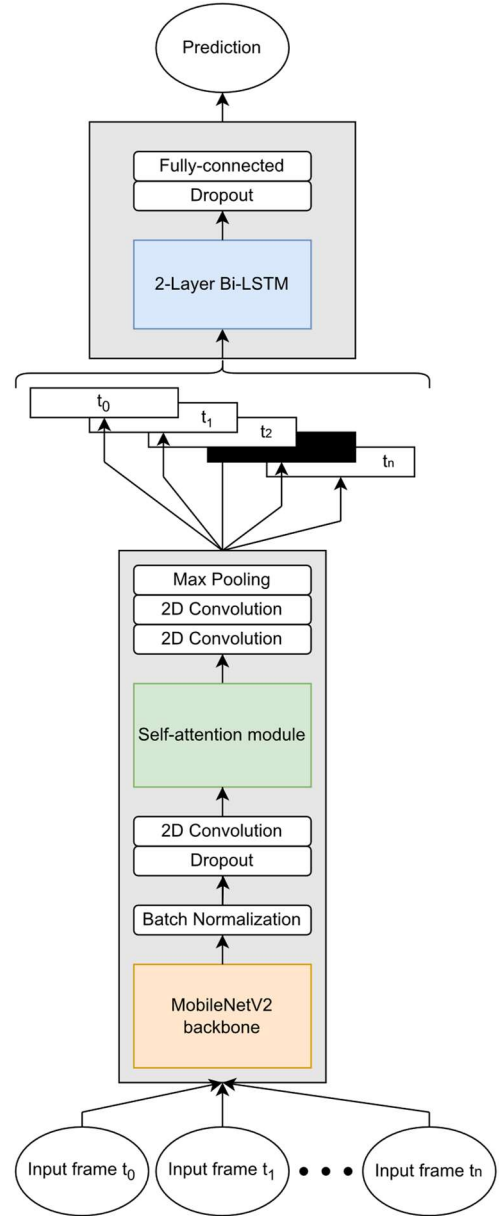 Prediction
Fully-connected
Dropout
2-Layer Bi-LSTM
t0
t1
t2
tn
Max Pooling
2D Convolution
2D Convolution
Self-attention module
2D Convolution
Dropout
Batch Normalization
MobileNetV2
backbone
Input frame t0
Input frame t1
Input frame tn